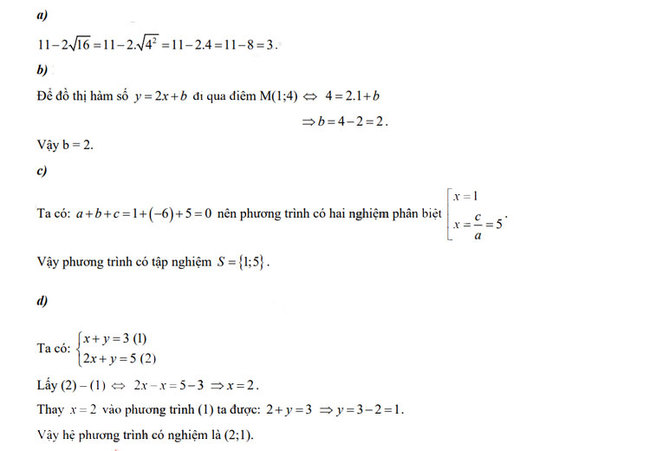 a)
11 − 2√16 = 11 − 2.√4² = 11 − 2.4 = 11 − 8 = 3.
b)
Để đồ thị hàm số y = 2x + b đi qua điểm M(1;4) ⇔ 4 = 2.1 + b
⇒ b = 4 − 2 = 2.
Vậy b = 2.
c)
Ta có: a + b + c = 1 + (−6) + 5 = 0 nên phương trình có hai nghiệm phân biệt [x = 1; x = c/a = 5.
Vậy phương trình có tập nghiệm S = {1;5}.
d)
Ta có: {x + y = 3 (1)
2x + y = 5 (2)
Lấy (2) – (1) ⇔ 2x − x = 5 − 3 ⇒ x = 2.
Thay x = 2 vào phương trình (1) ta được: 2 + y = 3 ⇒ y = 3 − 2 = 1.
Vậy hệ phương trình có nghiệm là (2;1).